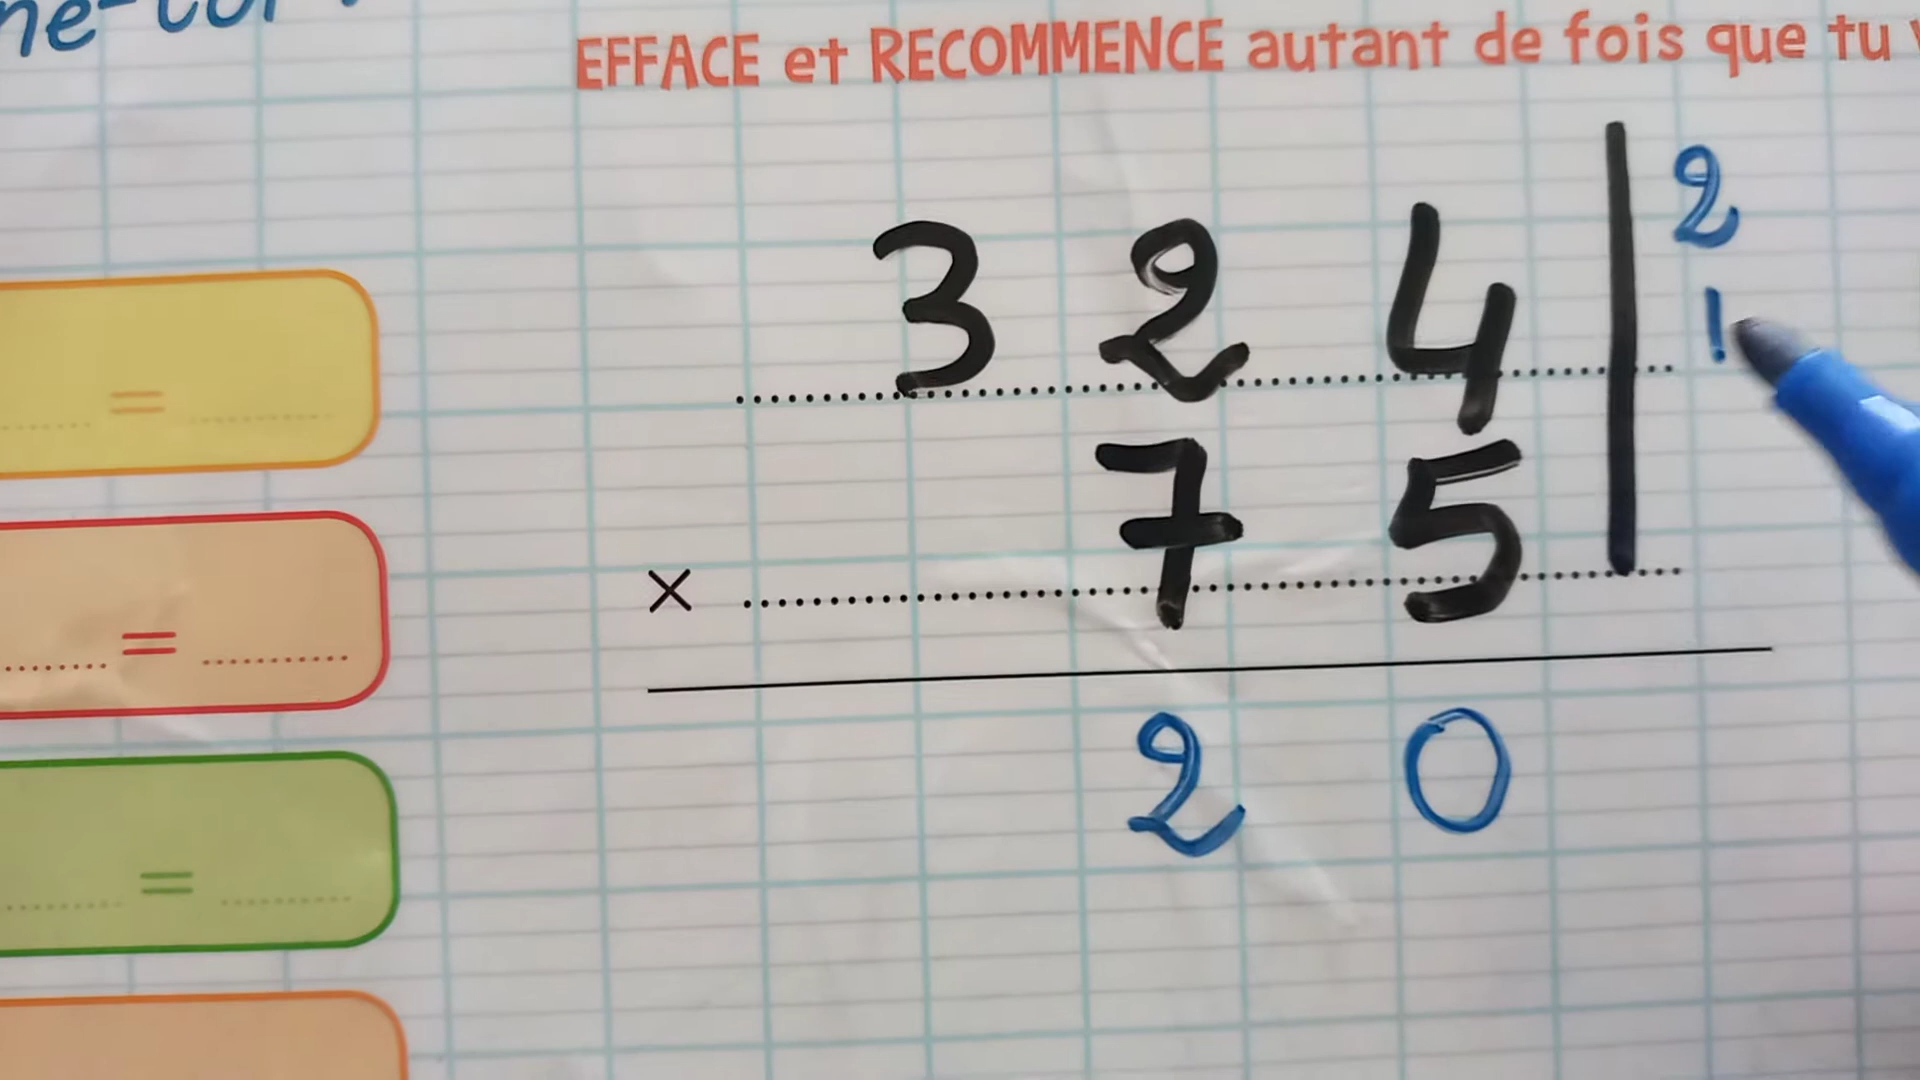 EFFACE et RECOMMENCE autant de fois que tu
3 2 4 2
1
× 7 5
2 0
=
=
=